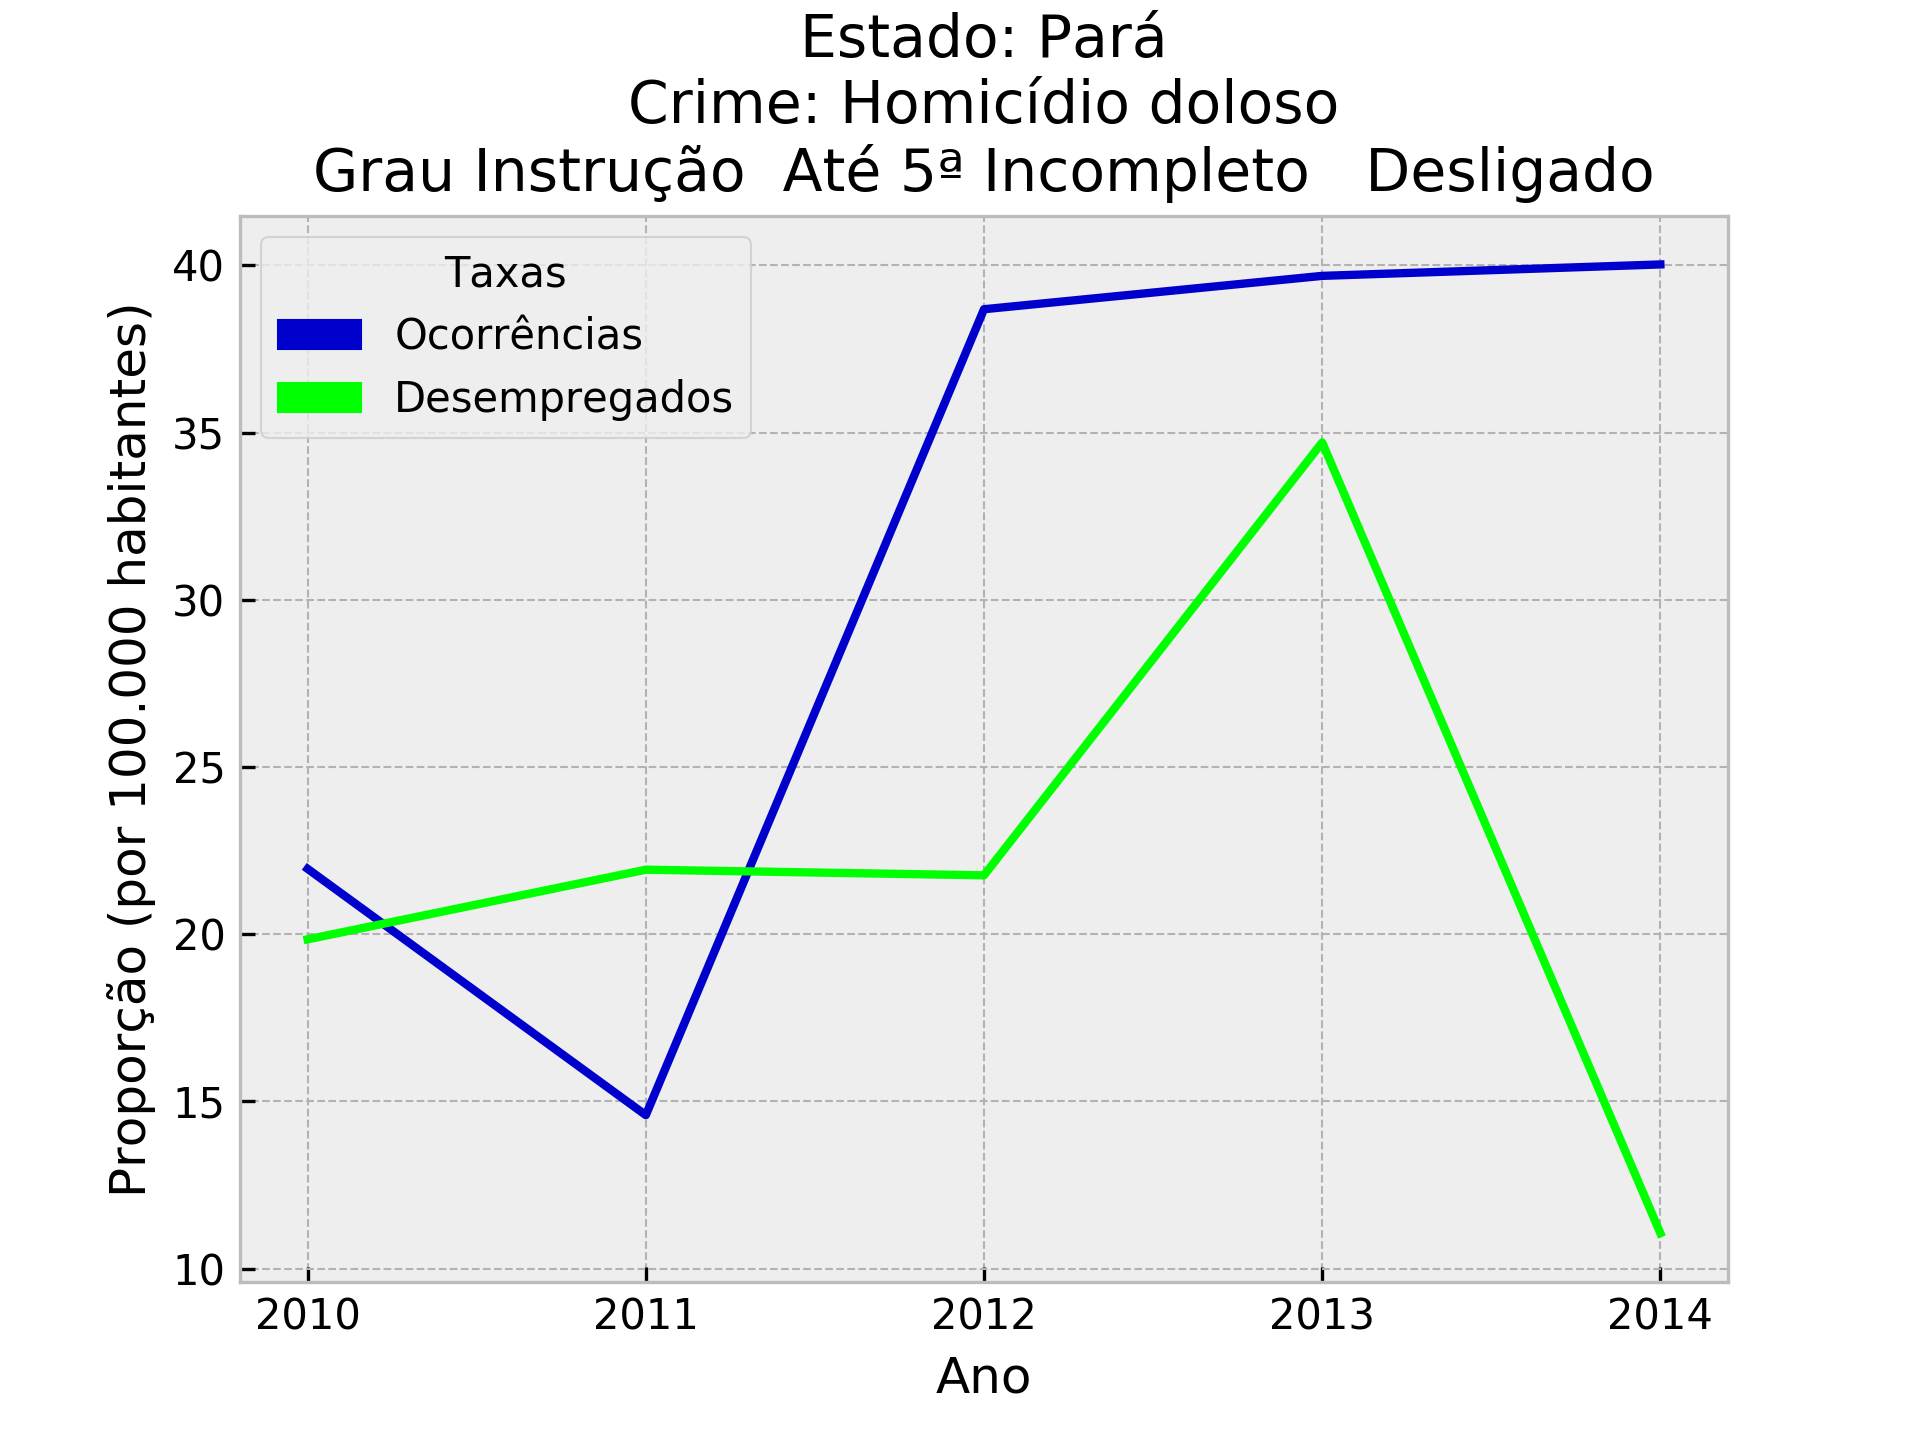 Estado: Pará
Crime: Homicídio doloso
Grau Instrução  Até 5ª Incompleto   Desligado
Taxas
Ocorrências
Desempregados
Proporção (por 100.000 habitantes)
40
35
30
25
20
15
10
2010 2011 2012 2013 2014
Ano